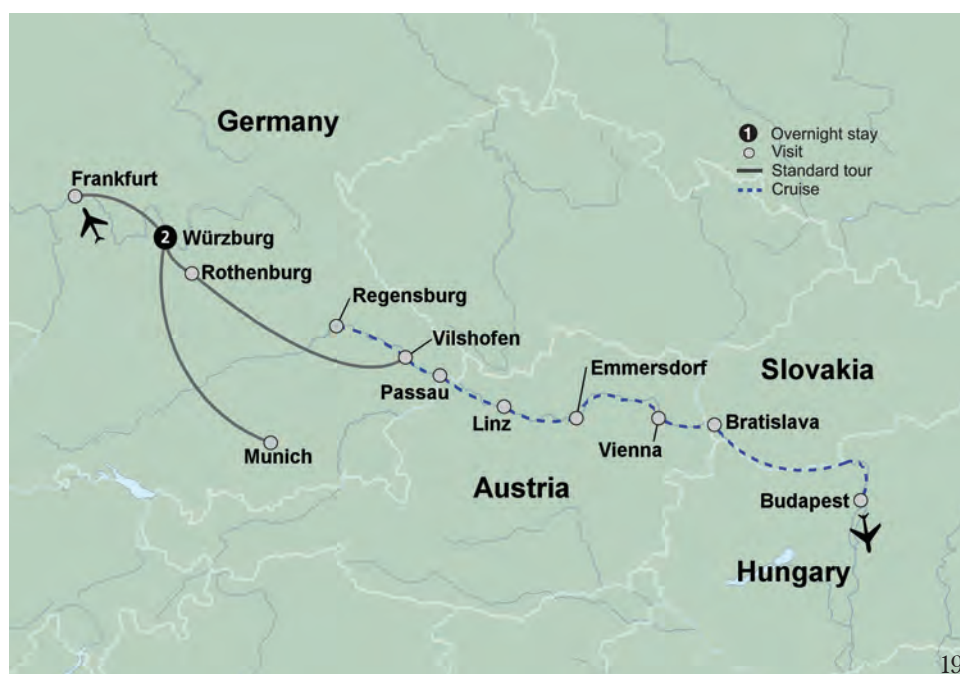 Germany
1 Overnight stay
Visit
Standard tour
Cruise
Frankfurt
2 Würzburg
Rothenburg
Regensburg
Vilshofen
Emmersdorf
Slovakia
Passau
Linz
Bratislava
Vienna
Munich
Austria
Budapest
Hungary
19